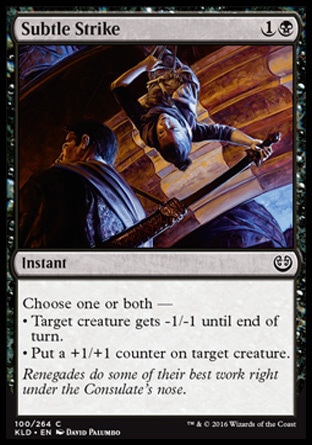 Subtle Strike 1
Instant
Choose one or both —
• Target creature gets -1/-1 until end of
turn.
• Put a +1/+1 counter on target creature.
Renegades do some of their best work right
under the Consulate's nose.
100/264 C
KLD • EN DAVID PALUMBO
™ & © 2016 Wizards of the Coast